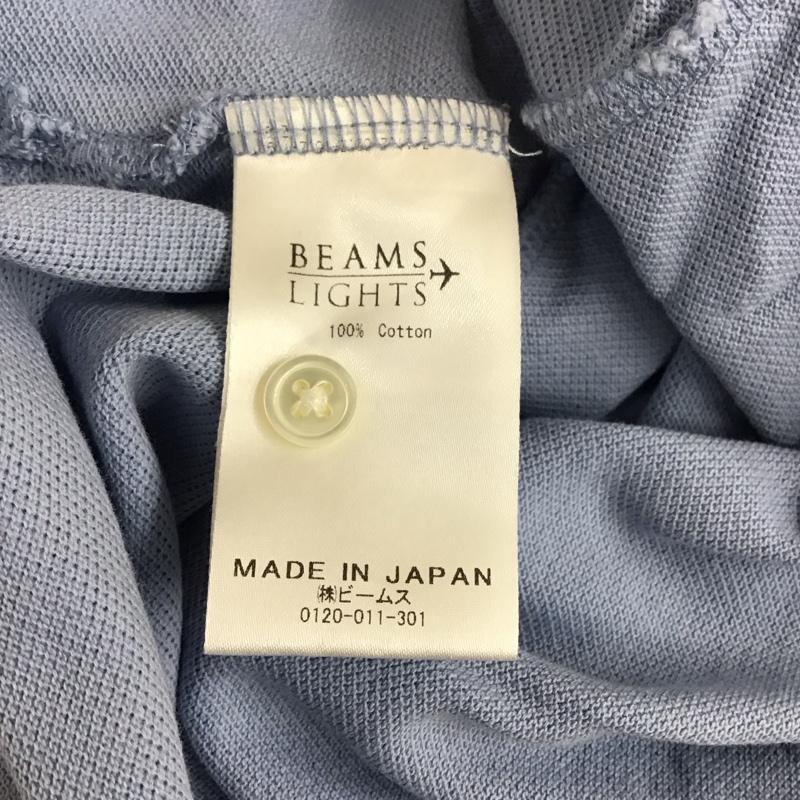 BEAMS
LIGHTS
100% Cotton
MADE IN JAPAN
㈱ビームス
0120-011-301